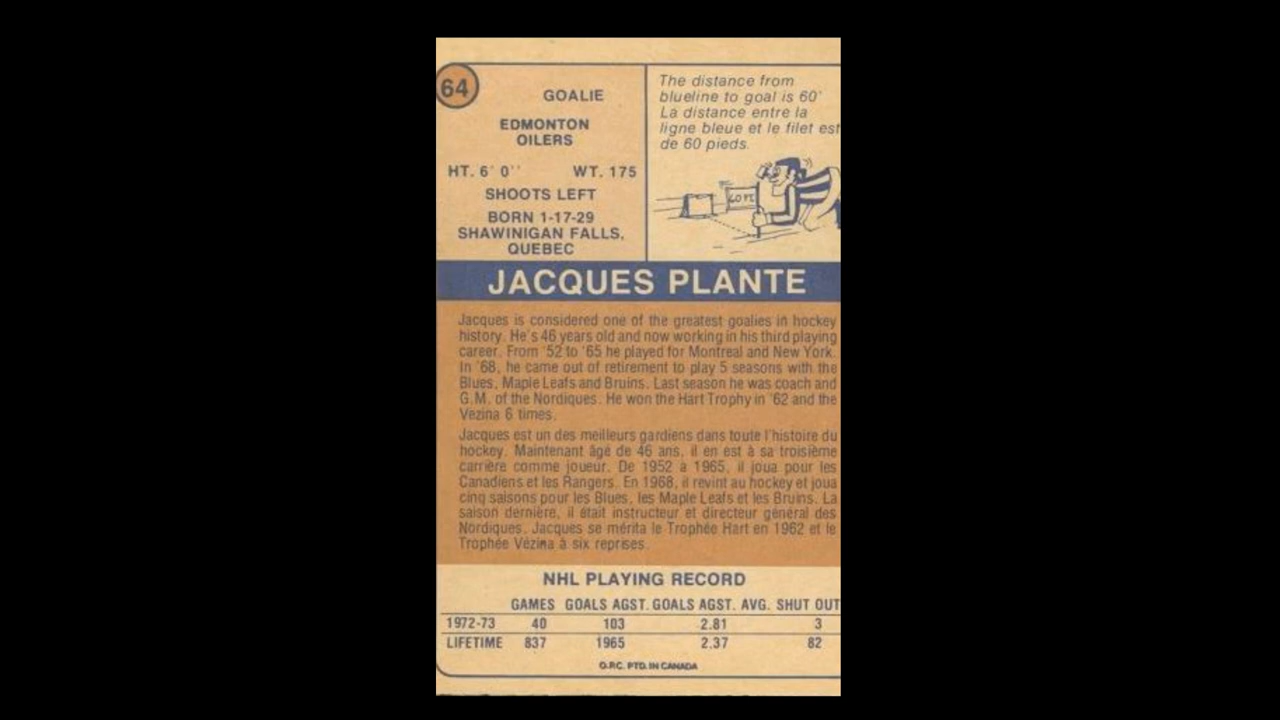 64
GOALIE
EDMONTON
OILERS
HT. 6' 0'' WT. 175
SHOOTS LEFT
BORN 1-17-29
SHAWINIGAN FALLS,
QUEBEC
The distance from
blueline to goal is 60'
La distance entre la
ligne bleue et le filet est
de 60 pieds.
60 FT.
JACQUES PLANTE
Jacques is considered one of the greatest goalies in hockey
history. He's 46 years old and now working in his third playing
career. From '52 to '65 he played for Montreal and New York.
In '68, he came out of retirement to play 5 seasons with the
Blues, Maple Leafs and Bruins. Last season he was coach and
G.M. of the Nordiques. He won the Hart Trophy in '62 and the
Vezina 6 times.
Jacques est un des meilleurs gardiens dans toute l'histoire du
hockey. Maintenant âgé de 46 ans, il en est à sa troisième
carrière comme joueur. De 1952 à 1965, il joua pour les
Canadiens et les Rangers. En 1968, il revint au hockey et joua
cinq saisons pour les Blues, les Maple Leafs et les Bruins. La
saison dernière, il était instructeur et directeur général des
Nordiques. Jacques se mérita le Trophée Hart en 1962 et le
Trophée Vézina à six reprises.
NHL PLAYING RECORD
GAMES GOALS AGST. GOALS AGST. AVG. SHUT OUT
1972-73 40 103 2.81 3
LIFETIME 837 1965 2.37 82
O.P.C. PTD. IN CANADA